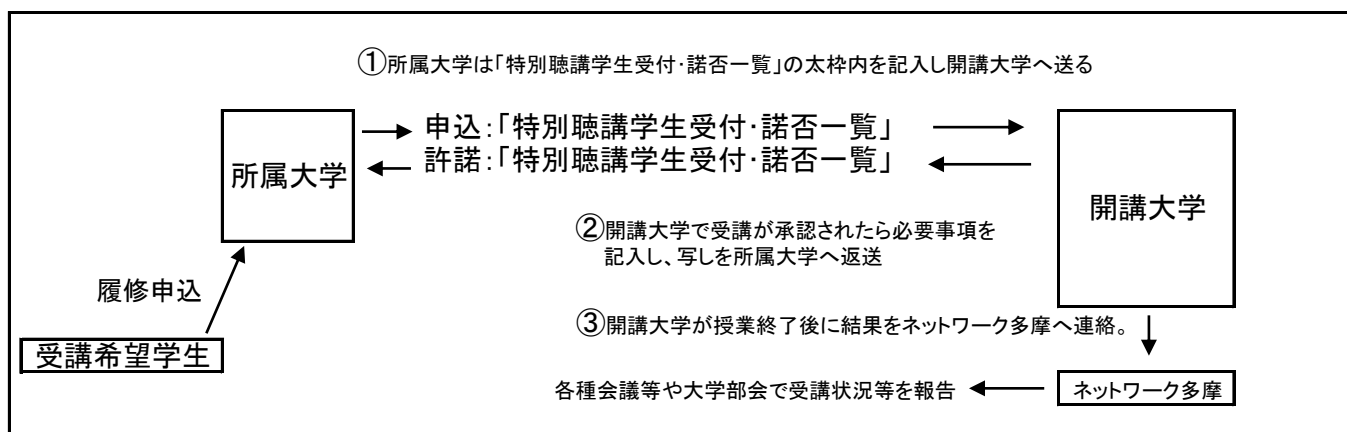 ①所属大学は「特別聴講学生受付・諾否一覧」の太枠内を記入し開講大学へ送る
申込：「特別聴講学生受付・諾否一覧」
許諾：「特別聴講学生受付・諾否一覧」
所属大学
開講大学
②開講大学で受講が承認されたら必要事項を
記入し、写しを所属大学へ返送
履修申込
③開講大学が授業終了後に結果をネットワーク多摩へ連絡。
受講希望学生
各種会議等や大学部会で受講状況等を報告
ネットワーク多摩